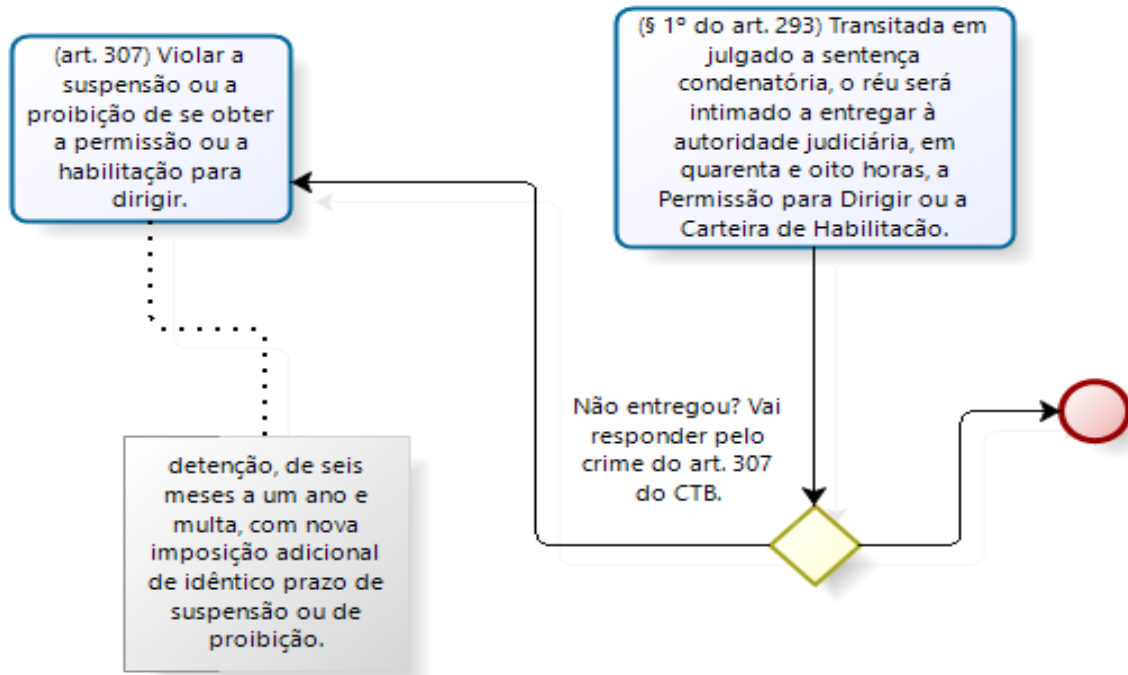 (art. 307) Violar a
suspensão ou a
proibição de se obter
a permissão ou a
habilitação para
dirigir.
(§ 1º do art. 293) Transitada em
julgado a sentença
condenatória, o réu será
intimado a entregar à
autoridade judiciária, em
quarenta e oito horas, a
Permissão para Dirigir ou a
Carteira de Habilitacão.
Não entregou? Vai
responder pelo
crime do art. 307
do CTB.
detenção, de seis
meses a um ano e
multa, com nova
imposição adicional
de idêntico prazo de
suspensão ou de
proibição.